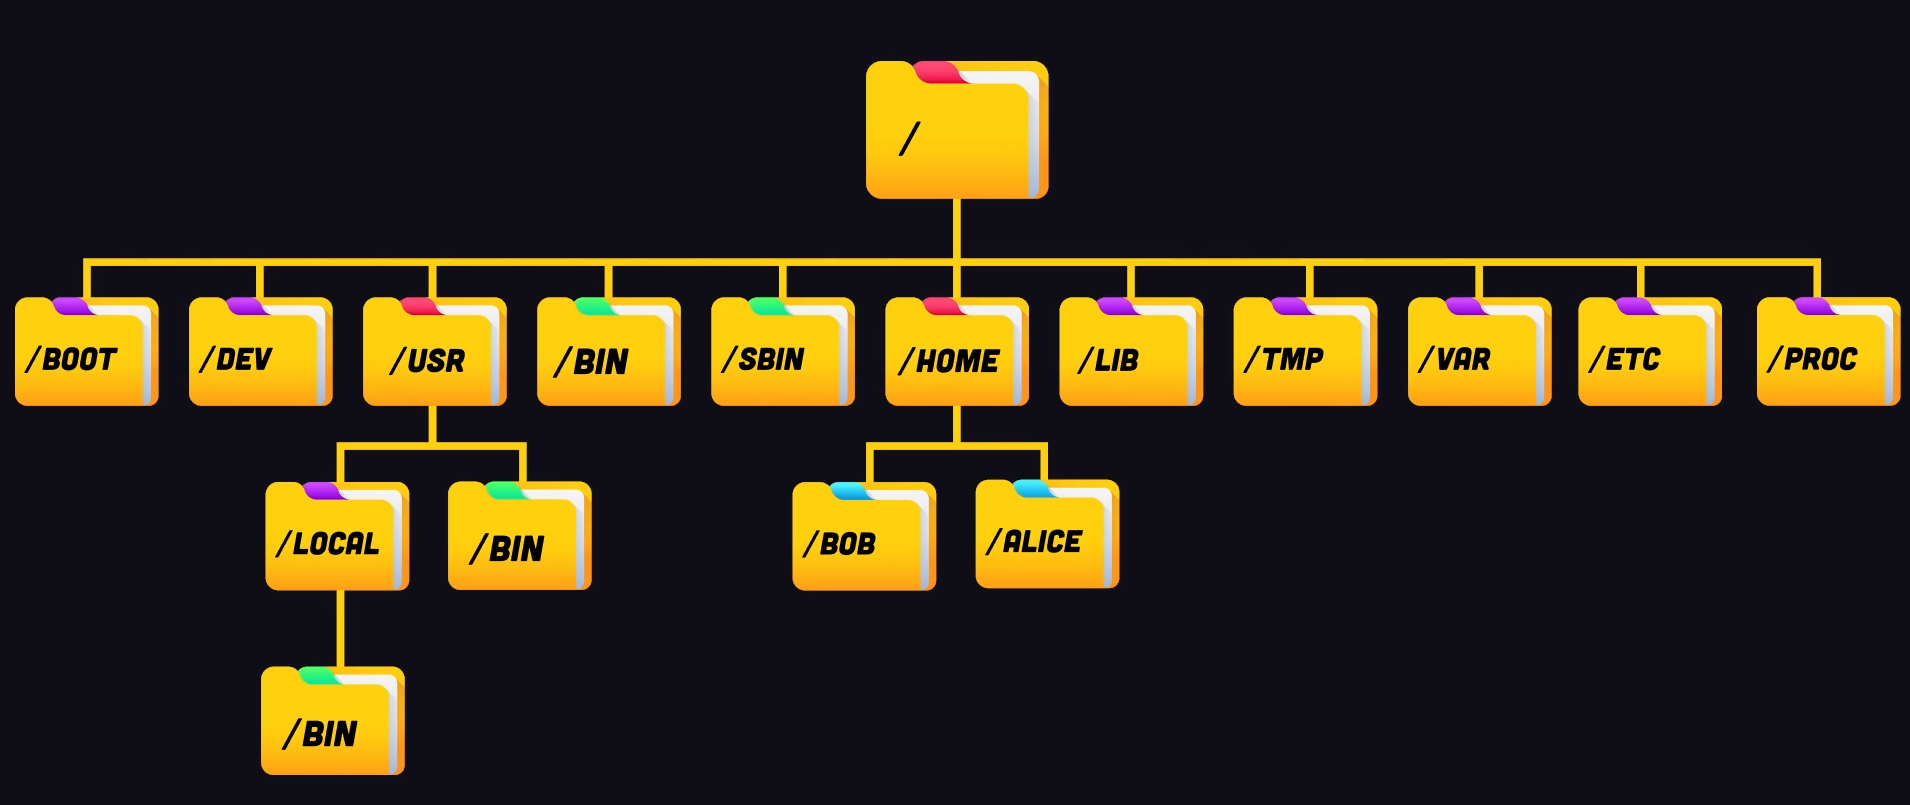 /
/BOOT
/DEV
/USR
/BIN
/SBIN
/HOME
/LIB
/TMP
/VAR
/ETC
/PROC
/LOCAL
/BIN
/BOB
/ALICE
/BIN